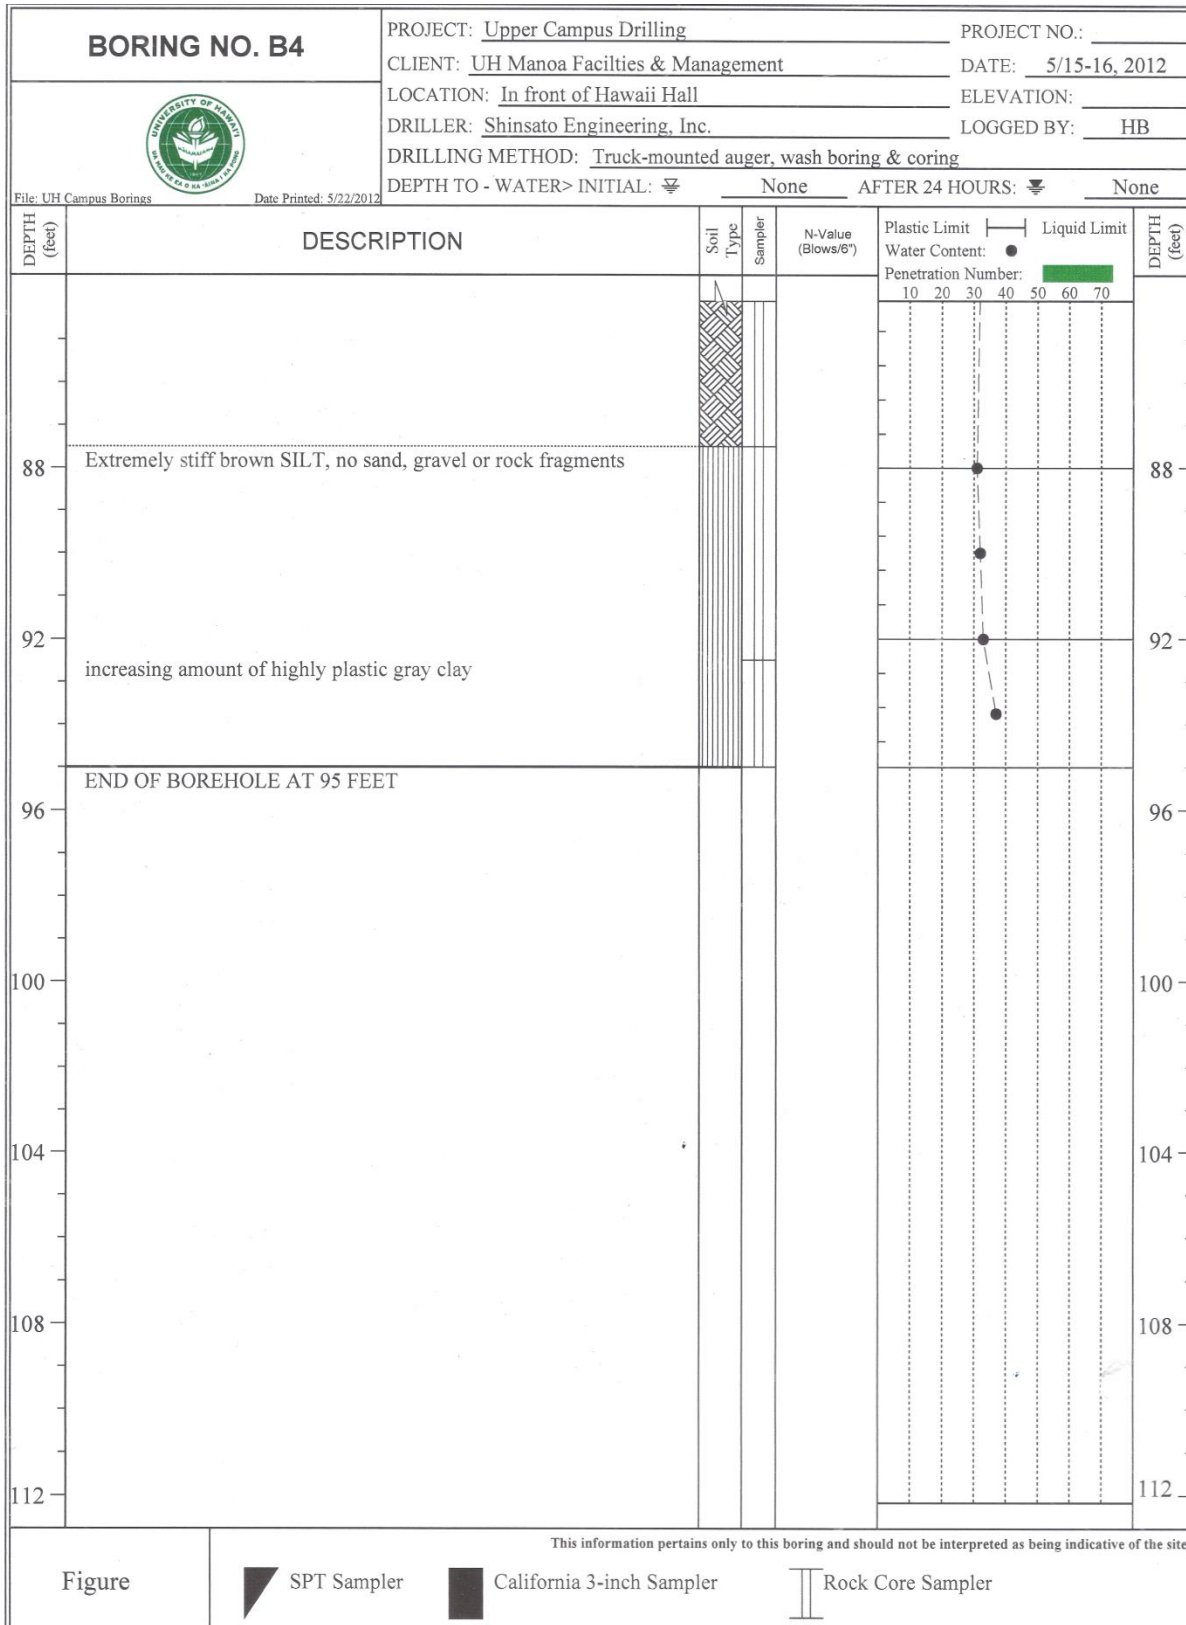 BORING NO. B4
UNIVERSITY OF HAWAI'I
File: UH Campus Borings Date Printed: 5/22/2012
PROJECT: Upper Campus Drilling PROJECT NO.:
CLIENT: UH Manoa Facilties & Management DATE: 5/15-16, 2012
LOCATION: In front of Hawaii Hall ELEVATION:
DRILLER: Shinsato Engineering, Inc. LOGGED BY: HB
DRILLING METHOD: Truck-mounted auger, wash boring & coring
DEPTH TO - WATER> INITIAL: None AFTER 24 HOURS: None
DEPTH (feet)
DESCRIPTION
Soil Type
Sampler
N-Value
(Blows/6")
Plastic Limit Liquid Limit
Water Content:
Penetration Number:
10 20 30 40 50 60 70
DEPTH (feet)
Extremely stiff brown SILT, no sand, gravel or rock fragments
88 88
92 92
increasing amount of highly plastic gray clay
END OF BOREHOLE AT 95 FEET
96 96
100 100
104 104
108 108
112 112
This information pertains only to this boring and should not be interpreted as being indicative of the site
Figure SPT Sampler California 3-inch Sampler Rock Core Sampler